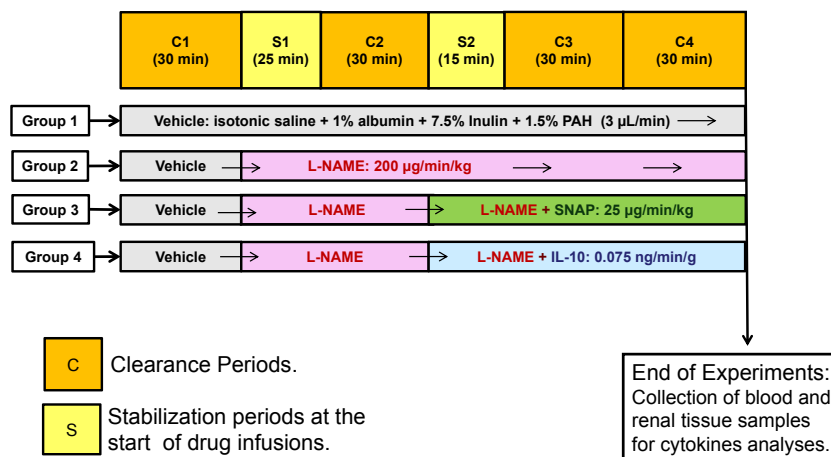 C1
(30 min)
S1
(25 min)
C2
(30 min)
S2
(15 min)
C3
(30 min)
C4
(30 min)
Group 1
Vehicle: isotonic saline + 1% albumin + 7.5% Inulin + 1.5% PAH (3 µL/min)
Group 2
Vehicle
L-NAME: 200 µg/min/kg
Group 3
Vehicle
L-NAME
L-NAME + SNAP: 25 µg/min/kg
Group 4
Vehicle
L-NAME
L-NAME + IL-10: 0.075 ng/min/g
C
Clearance Periods.
S
Stabilization periods at the
start of drug infusions.
End of Experiments:
Collection of blood and
renal tissue samples
for cytokines analyses.